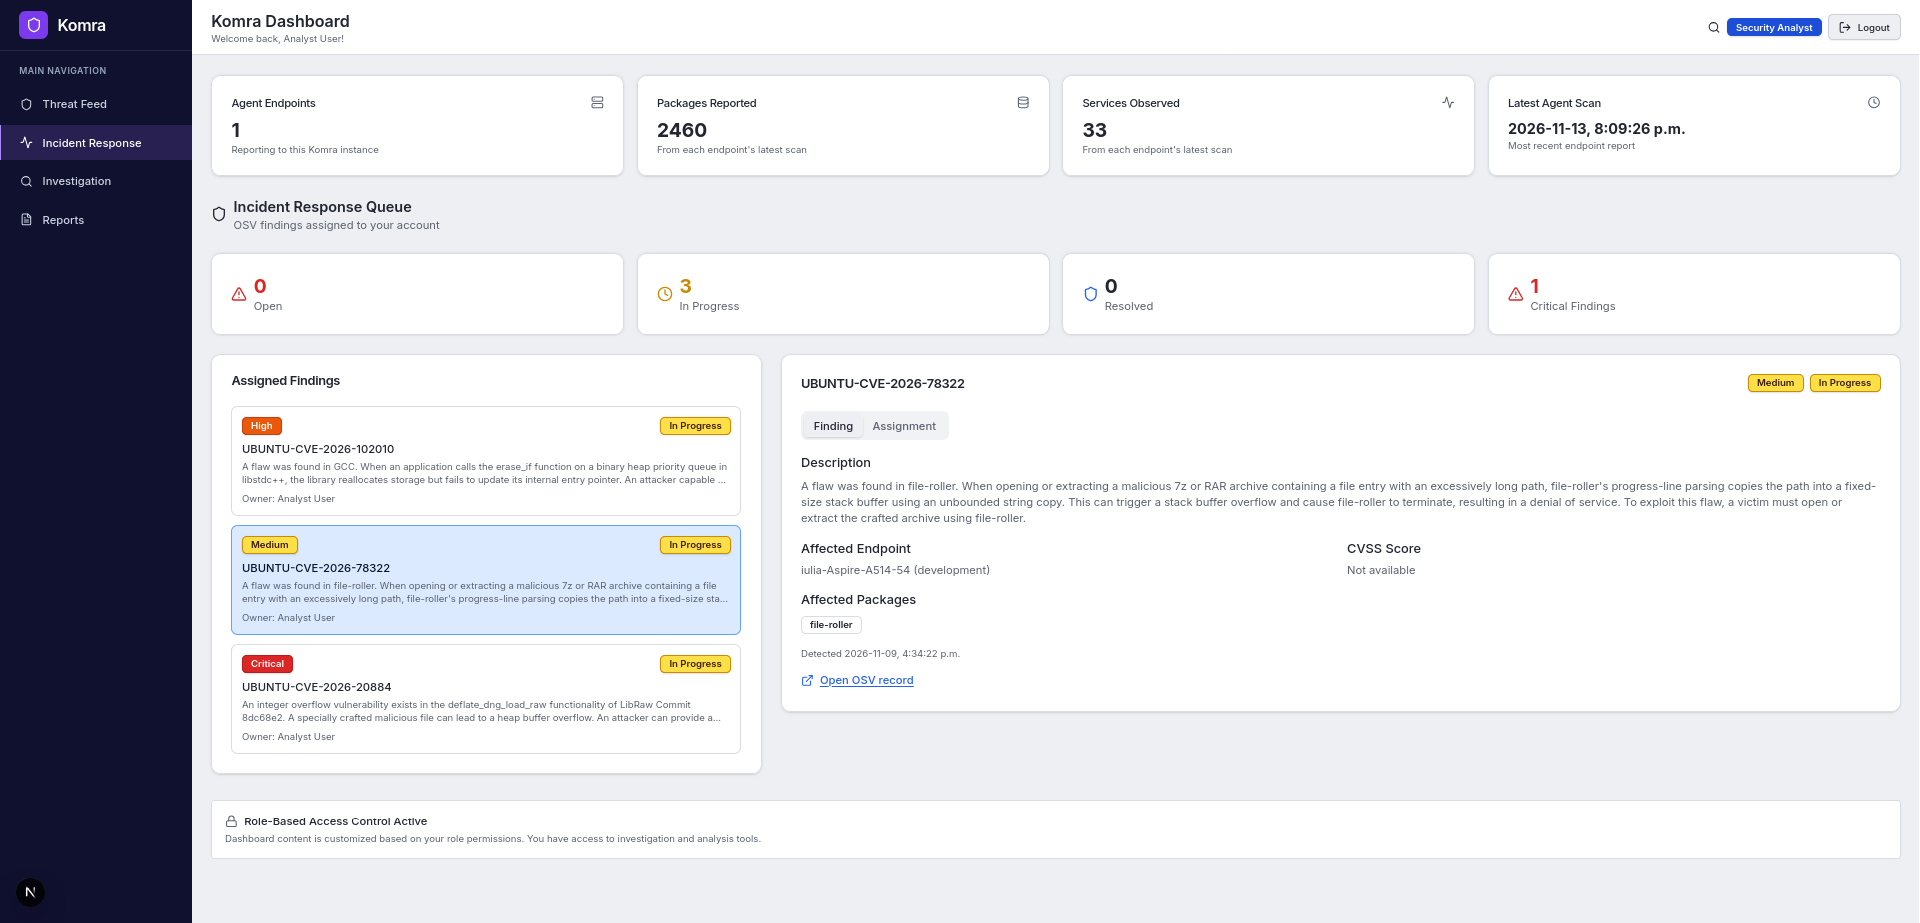 Komra
MAIN NAVIGATION
Threat Feed
Incident Response
Investigation
Reports
N
Komra Dashboard
Welcome back, Analyst User!
Security Analyst
Logout
Agent Endpoints
1
Reporting to this Komra instance
Packages Reported
2460
From each endpoint's latest scan
Services Observed
33
From each endpoint's latest scan
Latest Agent Scan
2026-11-13, 8:09:26 p.m.
Most recent endpoint report
Incident Response Queue
OSV findings assigned to your account
0
Open
3
In Progress
0
Resolved
1
Critical Findings
Assigned Findings
High
In Progress
UBUNTU-CVE-2026-102010
A flaw was found in GCC. When an application calls the erase_if function on a binary heap priority queue in
libstdc++, the library reallocates storage but fails to update its internal entry pointer. An attacker capable ...
Owner: Analyst User
Medium
In Progress
UBUNTU-CVE-2026-78322
A flaw was found in file-roller. When opening or extracting a malicious 7z or RAR archive containing a file
entry with an excessively long path, file-roller's progress-line parsing copies the path into a fixed-size sta...
Owner: Analyst User
Critical
In Progress
UBUNTU-CVE-2026-20884
An integer overflow vulnerability exists in the deflate_dng_load_raw functionality of LibRaw Commit
8dc68e2. A specially crafted malicious file can lead to a heap buffer overflow. An attacker can provide a...
Owner: Analyst User
UBUNTU-CVE-2026-78322
Medium
In Progress
Finding
Assignment
Description
A flaw was found in file-roller. When opening or extracting a malicious 7z or RAR archive containing a file entry with an excessively long path, file-roller's progress-line parsing copies the path into a fixed-
size stack buffer using an unbounded string copy. This can trigger a stack buffer overflow and cause file-roller to terminate, resulting in a denial of service. To exploit this flaw, a victim must open or
extract the crafted archive using file-roller.
Affected Endpoint
iulia-Aspire-A514-54 (development)
CVSS Score
Not available
Affected Packages
file-roller
Detected 2026-11-09, 4:34:22 p.m.
Open OSV record
Role-Based Access Control Active
Dashboard content is customized based on your role permissions. You have access to investigation and analysis tools.